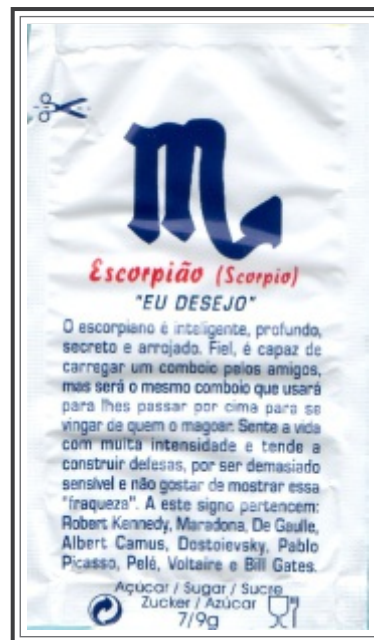 Escorpião (Scorpio)
"EU DESEJO"
O escorpiano é inteligente, profundo,
secreto e arrojado. Fiel, é capaz de
carregar um comboio pelos amigos,
mas será o mesmo comboio que usará
para lhes passar por cima para se
vingar de quem o magoar. Sente a vida
com muita intensidade e tende a
construir defesas, por ser demasiado
sensível e não gostar de mostrar essa
"fraqueza". A este signo partencem:
Robert Kennedy, Maradona, De Gaulle,
Albert Camus, Dostoievsky, Pablo
Picasso, Pelé, Voltaire e Bill Gates.
Açúcar / Sugar / Sucre
Zucker / Azúcar
7/9g